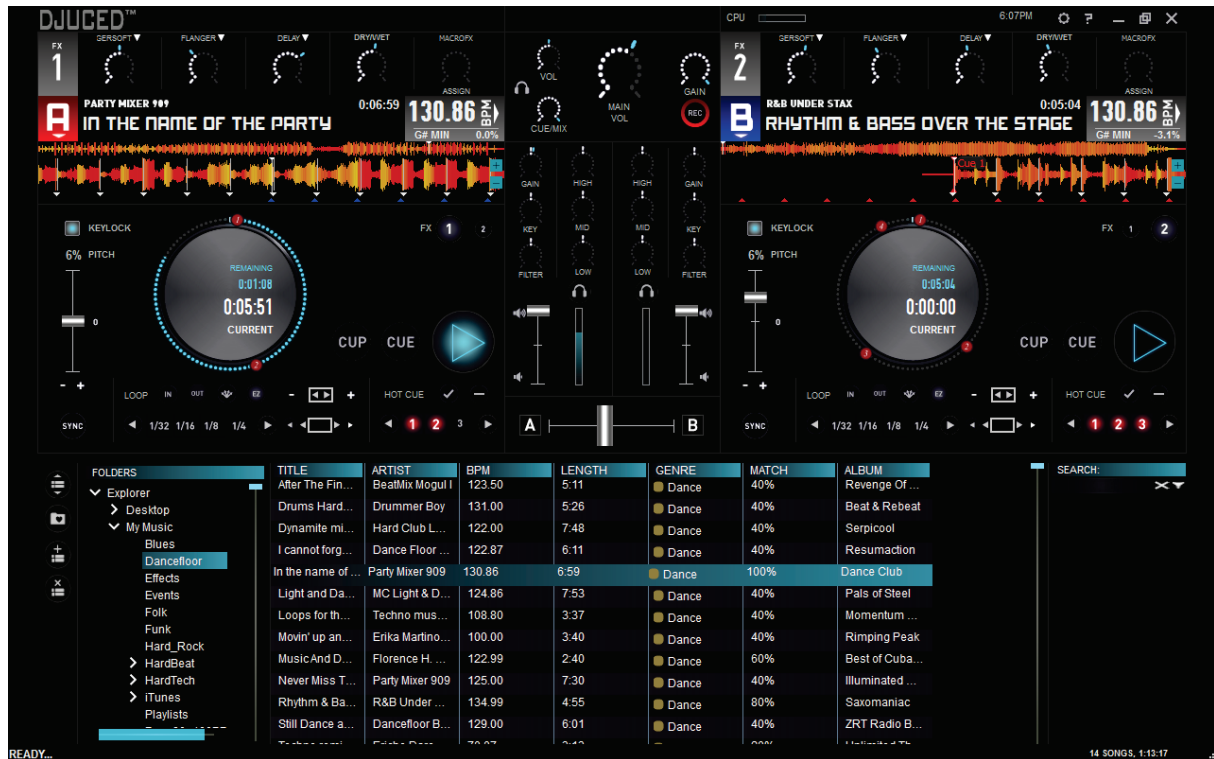 DJUCED™
CPU
6:07PM
FX 1
GERSOFT ▼ FLANGER ▼ DELAY ▼ DRY/WET MACROFX
ASSIGN
VOL
CUE/MIX
MAIN VOL
GAIN
REC
FX 2
GERSOFT ▼ FLANGER ▼ DELAY ▼ DRY/WET MACROFX
ASSIGN
A
PARTY MIXER 909 0:06:59
IN THE NAME OF THE PARTY
130.86 BPM
G# MIN 0.0%
B
R&B UNDER STAX 0:05:04
RHYTHM & BASS OVER THE STAGE
130.86 BPM
G# MIN -3.1%
Cue 1
GAIN HIGH HIGH GAIN
KEY MID MID KEY
FILTER LOW LOW FILTER
KEYLOCK
FX 1 2
6% PITCH
0
REMAINING
0:01:08
0:05:51
CURRENT
1
2
CUP CUE
- +
LOOP IN OUT EZ - +
HOT CUE
SYNC
1/32 1/16 1/8 1/4
1 2 3
A B
KEYLOCK
FX 1 2
6% PITCH
0
REMAINING
0:05:04
0:00:00
CURRENT
4 1
3 2
CUP CUE
- +
LOOP IN OUT EZ - +
HOT CUE
SYNC
1/32 1/16 1/8 1/4
1 2 3
FOLDERS
Explorer
Desktop
My Music
Blues
Dancefloor
Effects
Events
Folk
Funk
Hard_Rock
HardBeat
HardTech
iTunes
Playlists
TITLE ARTIST BPM LENGTH GENRE MATCH ALBUM
After The Fin... BeatMix Mogul I 123.50 5:11 Dance 40% Revenge Of ...
Drums Hard... Drummer Boy 131.00 5:26 Dance 40% Beat & Rebeat
Dynamite mi... Hard Club L... 122.00 7:48 Dance 40% Serpicool
I cannot forg... Dance Floor ... 122.87 6:11 Dance 40% Resumaction
In the name of ... Party Mixer 909 130.86 6:59 Dance 100% Dance Club
Light and Da... MC Light & D... 124.86 7:53 Dance 40% Pals of Steel
Loops for th... Techno mus... 108.80 3:37 Dance 40% Momentum ...
Movin' up an... Erika Martino... 100.00 3:40 Dance 40% Rimping Peak
Music And D... Florence H. ... 122.99 2:40 Dance 60% Best of Cuba...
Never Miss T... Party Mixer 909 125.00 7:30 Dance 40% Illuminated ...
Rhythm & Ba... R&B Under ... 134.99 4:55 Dance 80% Saxomaniac
Still Dance a... Dancefloor B... 129.00 6:01 Dance 40% ZRT Radio B...
SEARCH:
READY...
14 SONGS, 1:13:17